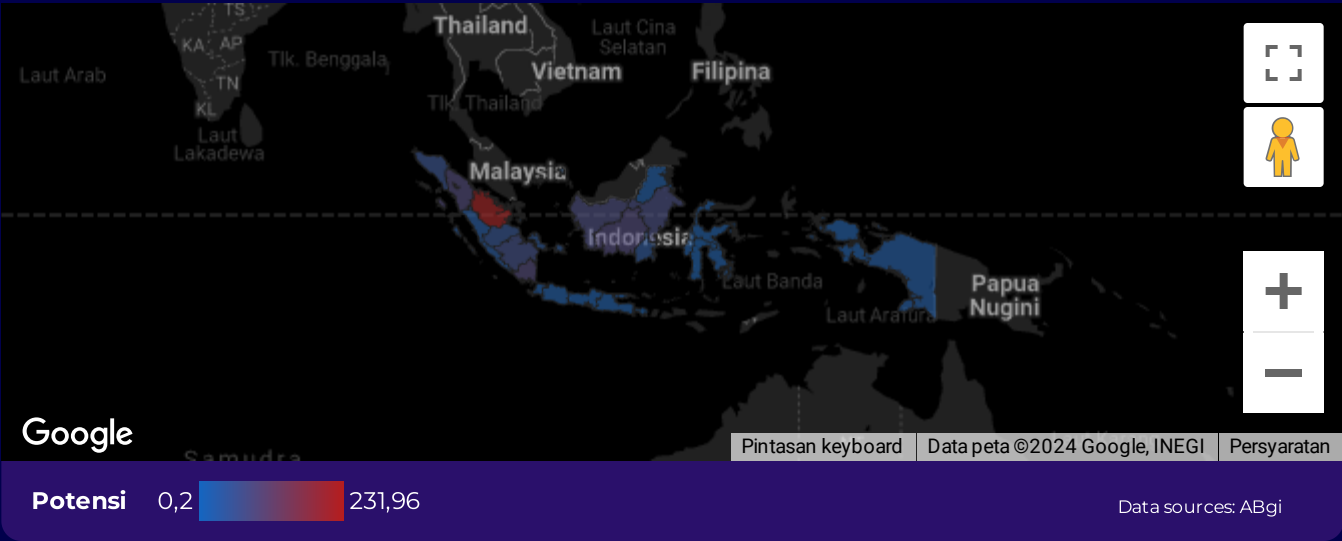 TS
Thailand
Laut Cina
Selatan
KA
AP
Tlk. Benggala
Laut Arab
Vietnam
Filipina
TN
Tlk. Thailand
KL
Laut
Lakadewa
Malaysia
Indonesia
Laut Banda
Papua
Nugini
Laut Arafura
Google
Samudra
Pintasan keyboard
Data peta ©2024 Google, INEGI
Persyaratan
Potensi
0,2
231,96
Data sources: ABgi